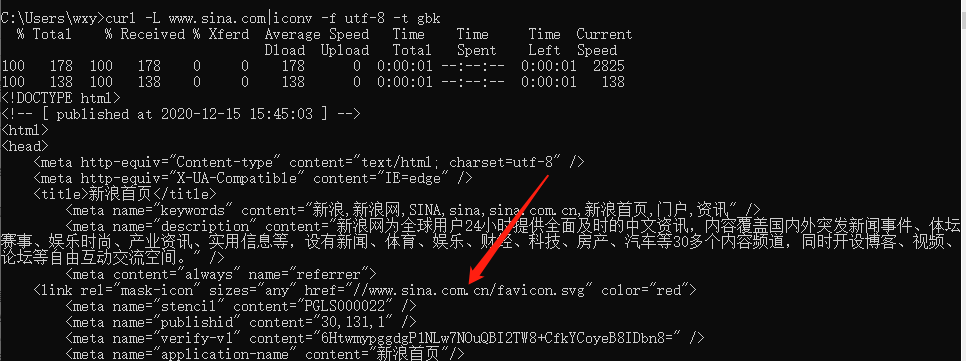 C:\Users\wxy>curl -L www.sina.com|iconv -f utf-8 -t gbk
  % Total    % Received % Xferd  Average Speed   Time    Time     Time  Current
                                 Dload  Upload   Total   Spent    Left  Speed
100   178  100   178    0     0    178      0  0:00:01 --:--:--  0:00:01  2825
100   138  100   138    0     0    138      0  0:00:01 --:--:--  0:00:01   138
<!DOCTYPE html>
<!-- [ published at 2020-12-15 15:45:03 ] -->
<html>
<head>
    <meta http-equiv="Content-type" content="text/html; charset=utf-8" />
    <meta http-equiv="X-UA-Compatible" content="IE=edge" />
    <title>新浪首页</title>
        <meta name="keywords" content="新浪,新浪网,SINA,sina,sina.com.cn,新浪首页,门户,资讯" />
        <meta name="description" content="新浪网为全球用户24小时提供全面及时的中文资讯，内容覆盖国内外突发新闻事件、体坛
赛事、娱乐时尚、产业资讯、实用信息等，设有新闻、体育、娱乐、财经、科技、房产、汽车等30多个内容频道，同时开设博客、视频、
论坛等自由互动交流空间。" />
        <meta content="always" name="referrer">
    <link rel="mask-icon" sizes="any" href="//www.sina.com.cn/favicon.svg" color="red">
        <meta name="stencil" content="PGLS000022" />
        <meta name="publishid" content="30,131,1" />
        <meta name="verify-v1" content="6HtwmypggdgP1NLw7NOuQBI2TW8+CfkYCoyeB8IDbn8=" />
        <meta name="application-name" content="新浪首页"/>